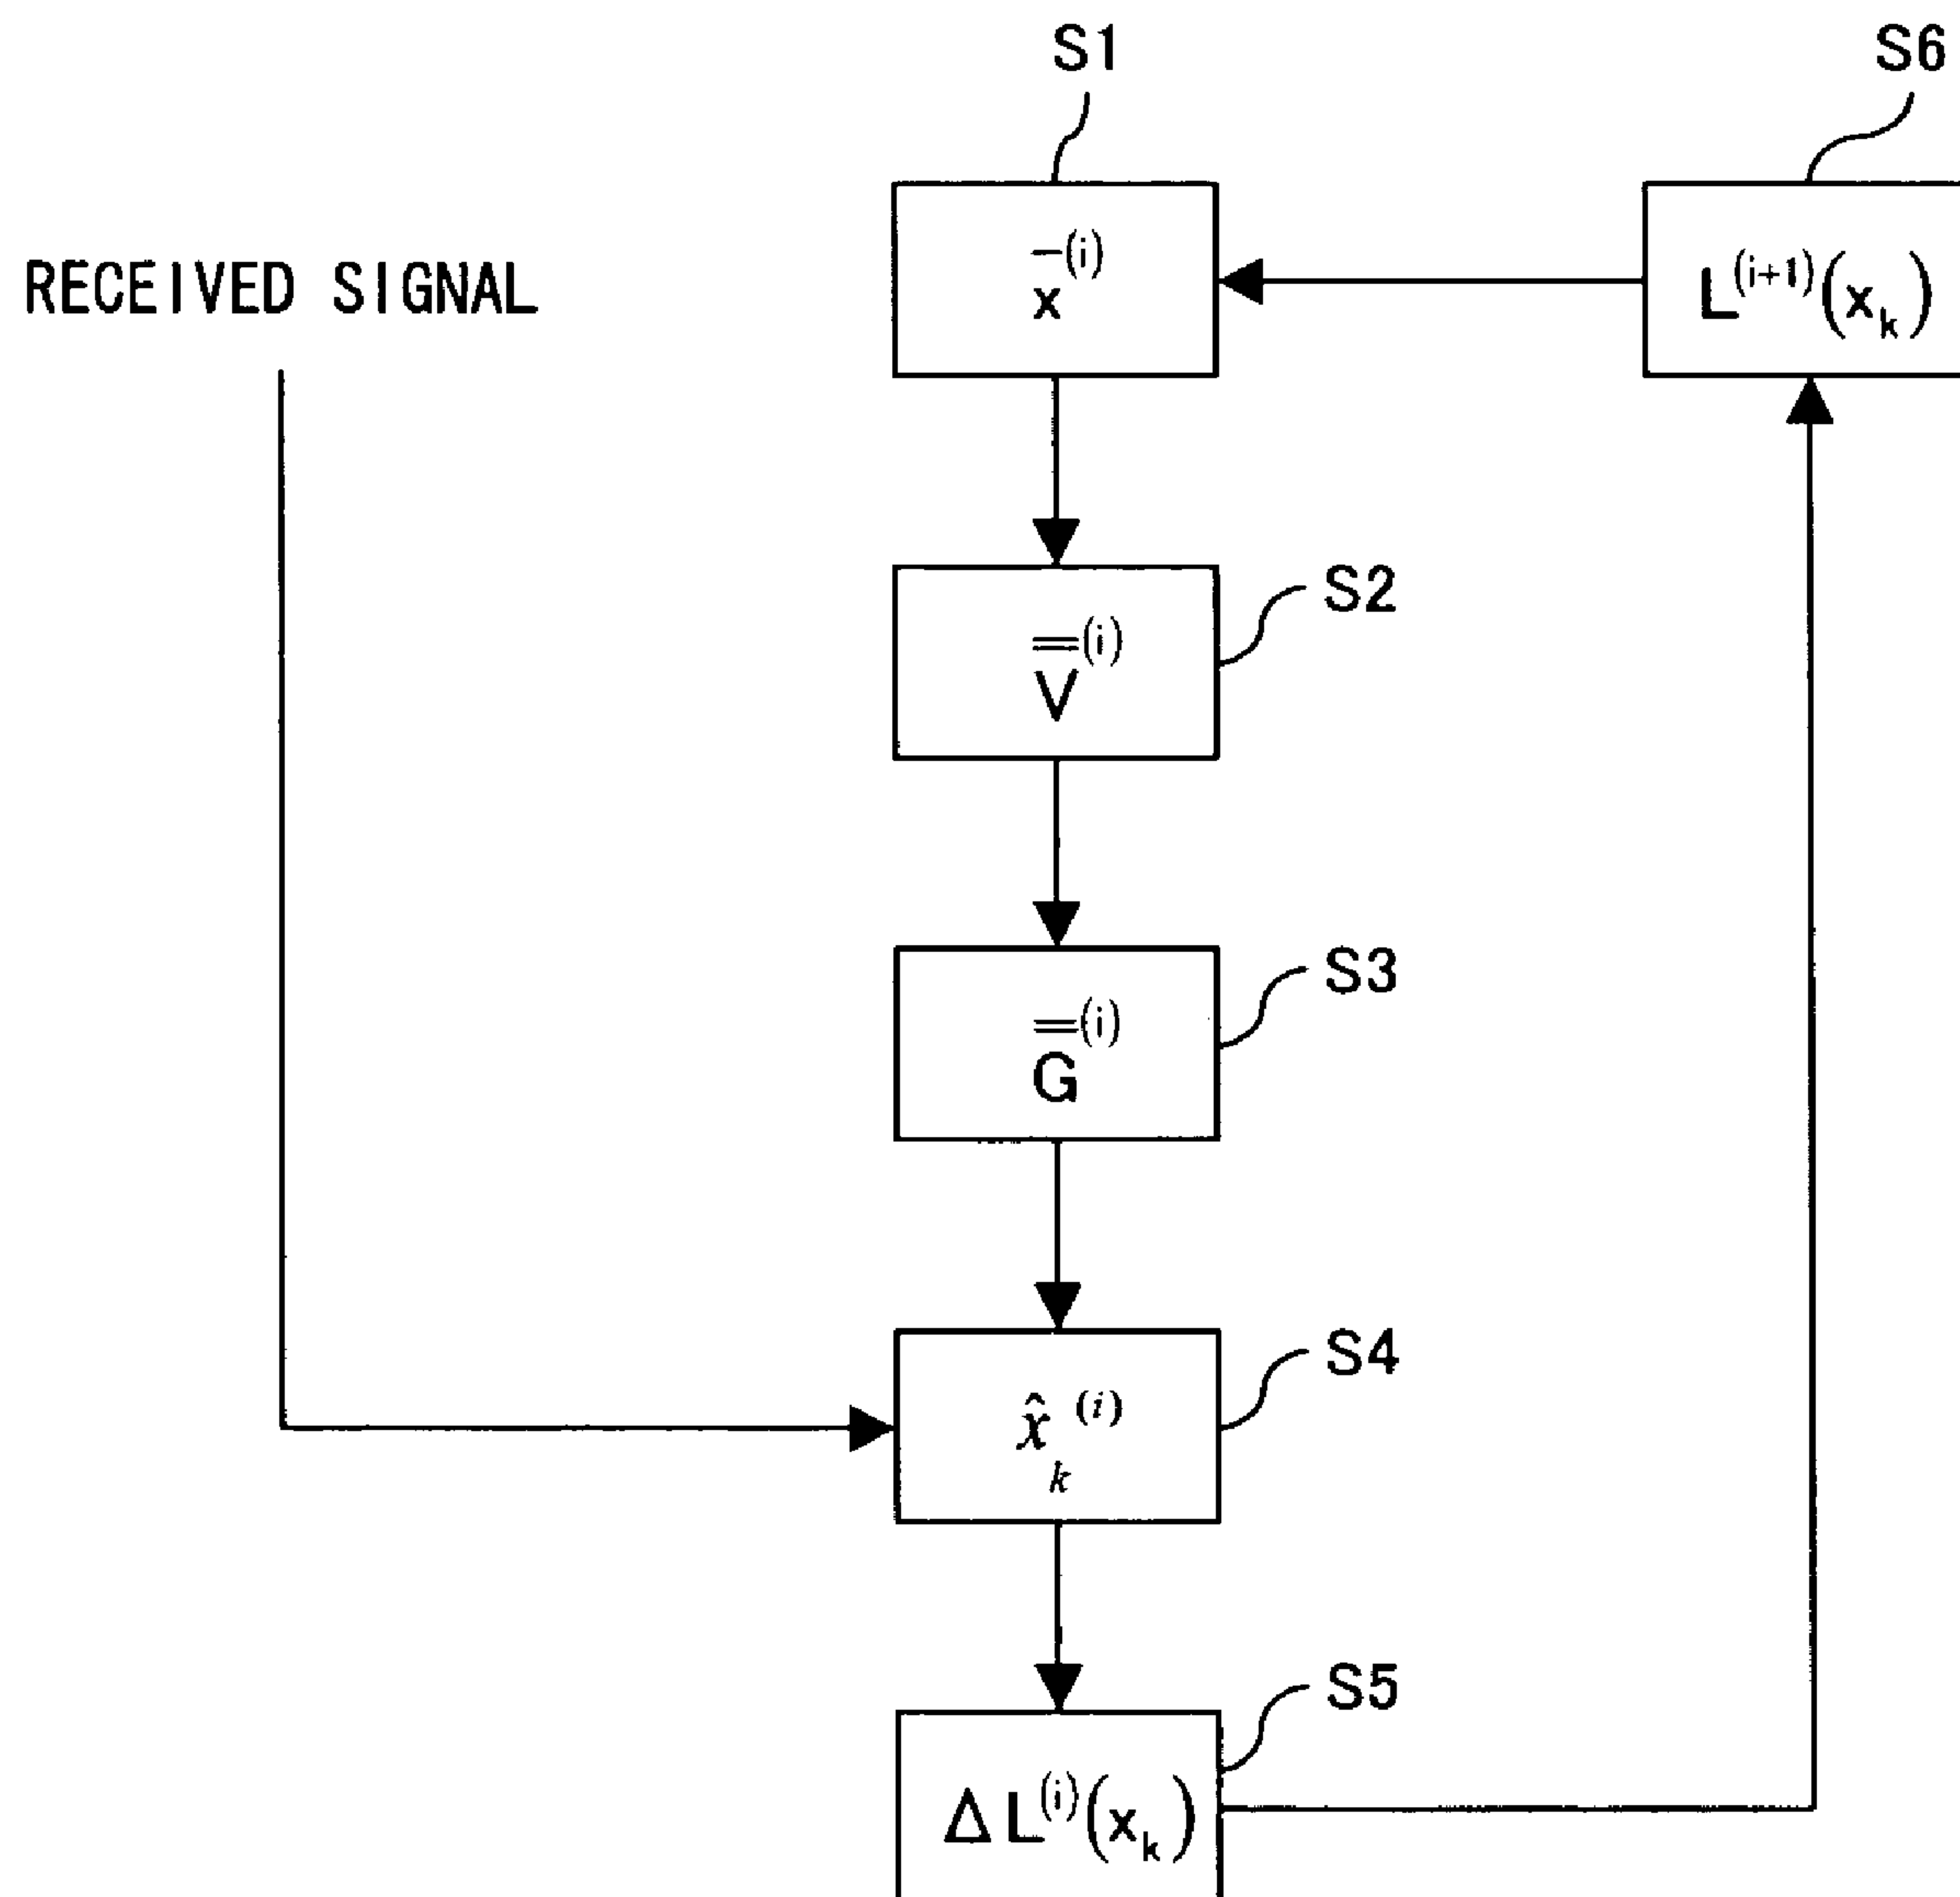 S1
S6
RECEIVED SIGNAL
x̄^(i)
L^(i+1)(x_k)
S2
V̿^(i)
S3
G̿^(i)
S4
x̂_k^(i)
S5
ΔL^(i)(x_k)